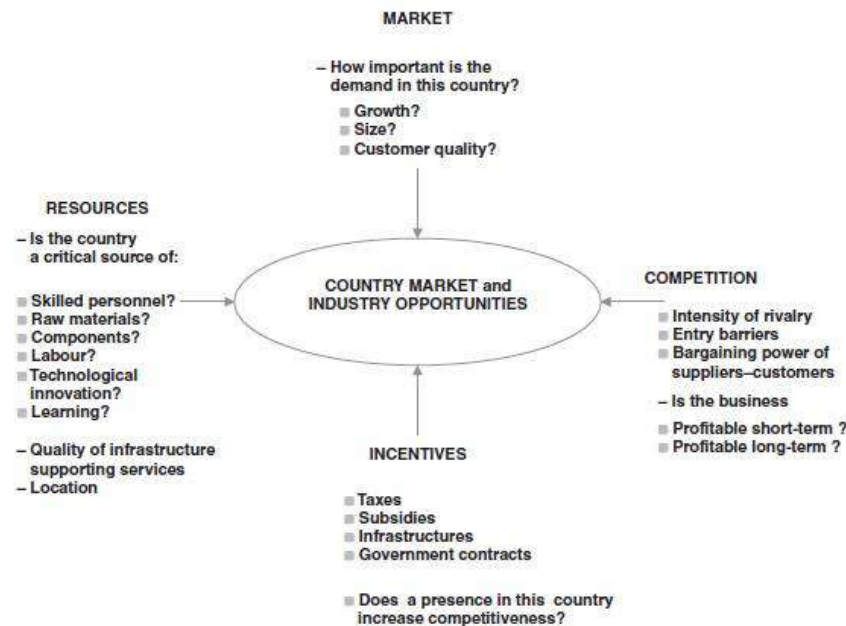 MARKET
– How important is the
demand in this country?
Growth?
Size?
Customer quality?
RESOURCES
– Is the country
a critical source of:
Skilled personnel?
Raw materials?
Components?
Labour?
Technological
innovation?
Learning?
– Quality of infrastructure
supporting services
– Location
COUNTRY MARKET and
INDUSTRY OPPORTUNITIES
COMPETITION
Intensity of rivalry
Entry barriers
Bargaining power of
suppliers–customers
– Is the business
Profitable short-term ?
Profitable long-term ?
INCENTIVES
Taxes
Subsidies
Infrastructures
Government contracts
Does a presence in this country
increase competitiveness?